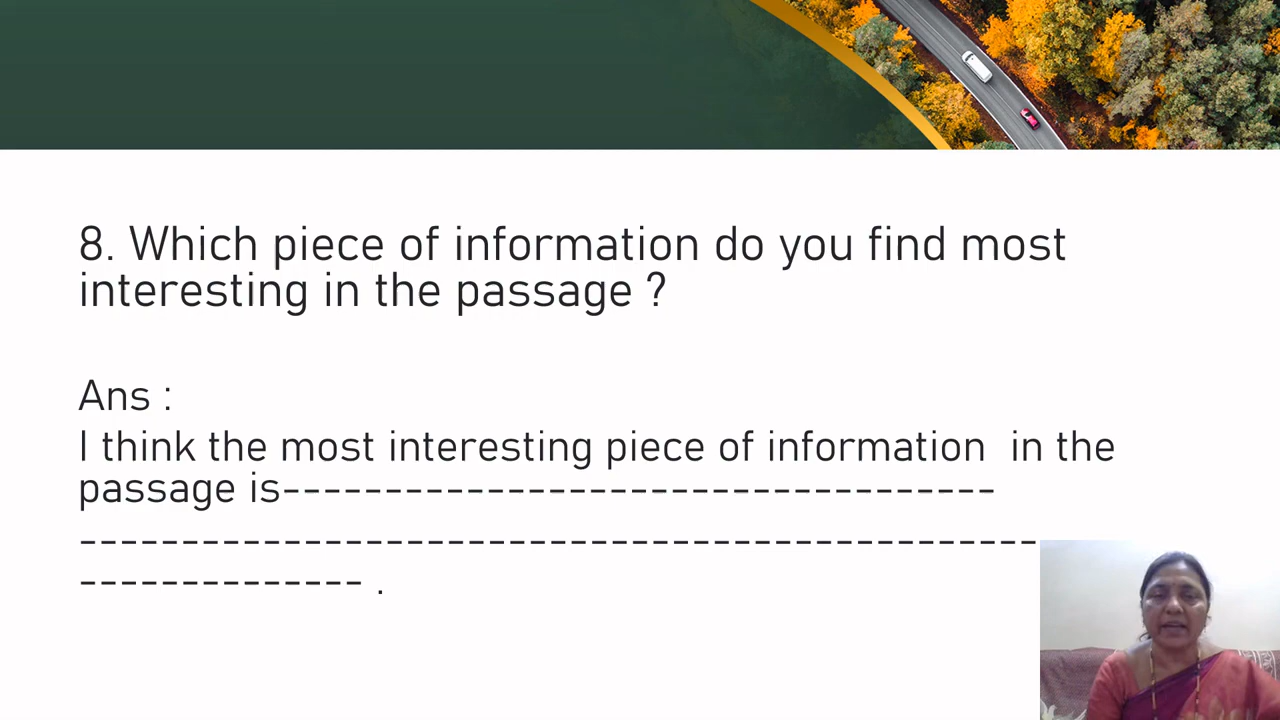 8. Which piece of information do you find most
interesting in the passage ?
Ans :
I think the most interesting piece of information  in the
passage is-----------------------------------
-----------------------------------------------
-------------- .